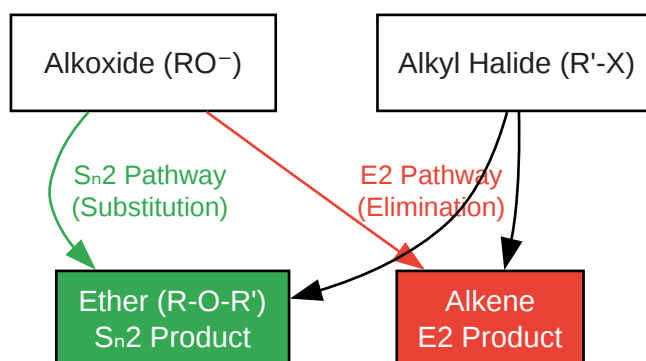 Alkoxide (RO⁻)
Alkyl Halide (R'-X)
Sₙ2 Pathway
(Substitution)
E2 Pathway
(Elimination)
Ether (R-O-R')
Sₙ2 Product
Alkene
E2 Product